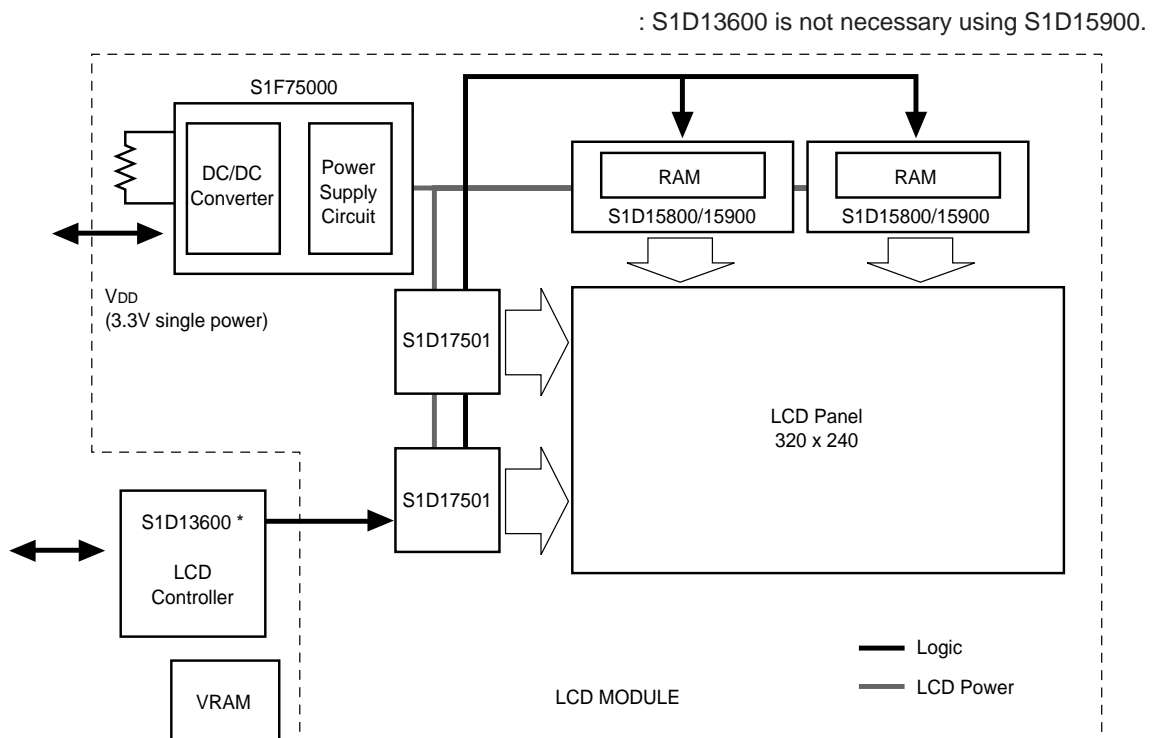 : S1D13600 is not necessary using S1D15900.
S1F75000
DC/DC
Converter
Power
Supply
Circuit
RAM
RAM
S1D15800/15900
S1D15800/15900
VDD
(3.3V single power)
S1D17501
LCD Panel
320 x 240
S1D17501
S1D13600 *
LCD
Controller
Logic
LCD Power
VRAM
LCD MODULE